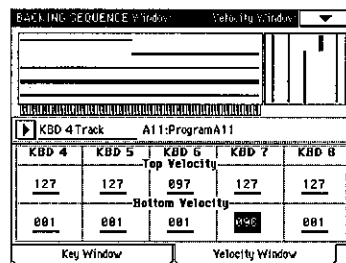 BACKING SEQUENCE Window Velocity Window
KBD 4 Track A11:ProgramA11
KBD 4 KBD 5 KBD 6 KBD 7 KBD 8
Top Velocity
127 127 097 127 127
Bottom Velocity
001 001 001 098 001
Key Window Velocity Window